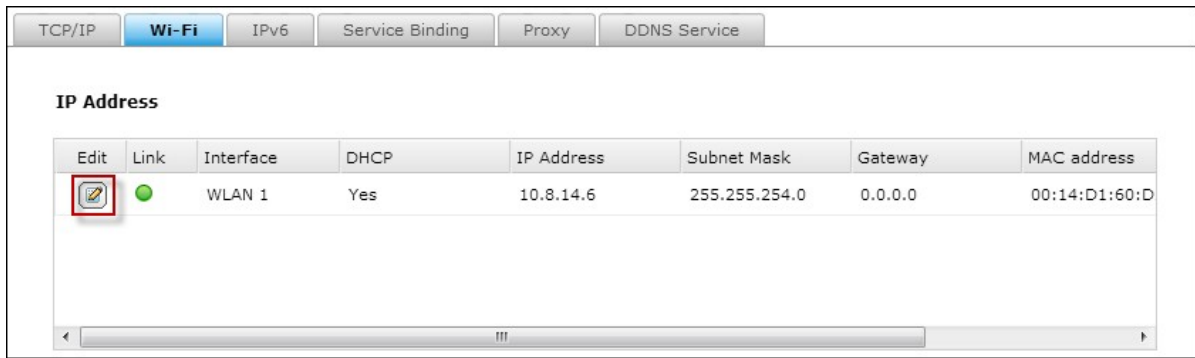 TCP/IP Wi-Fi IPv6 Service Binding Proxy DDNS Service
IP Address
Edit Link Interface DHCP IP Address Subnet Mask Gateway MAC address
WLAN 1 Yes 10.8.14.6 255.255.254.0 0.0.0.0 00:14:D1:60:D